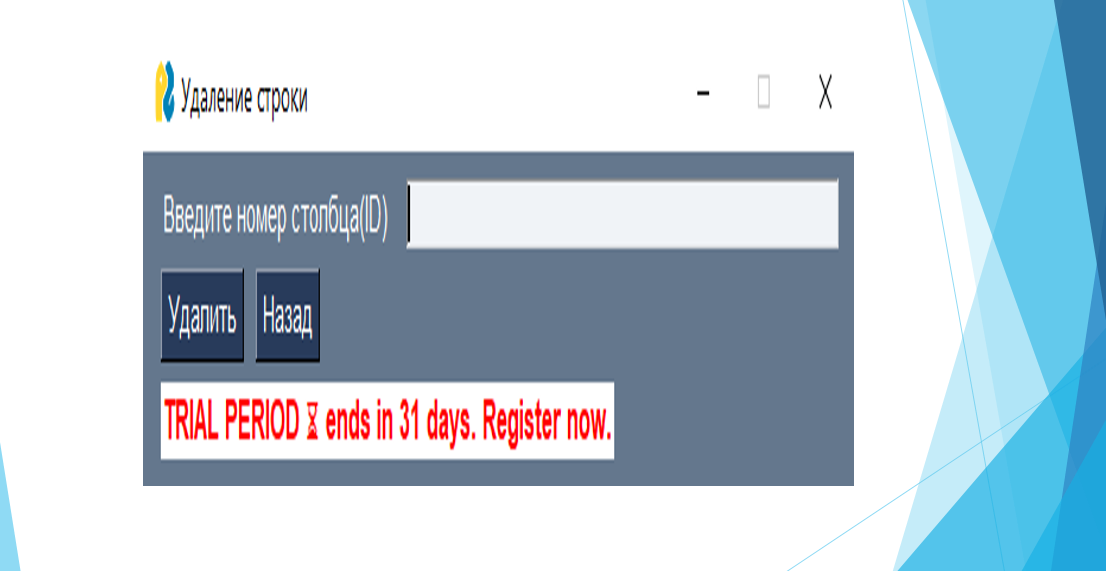 Удаление строки
Введите номер столбца(ID)
Удалить Назад
TRIAL PERIOD ⏳ ends in 31 days. Register now.